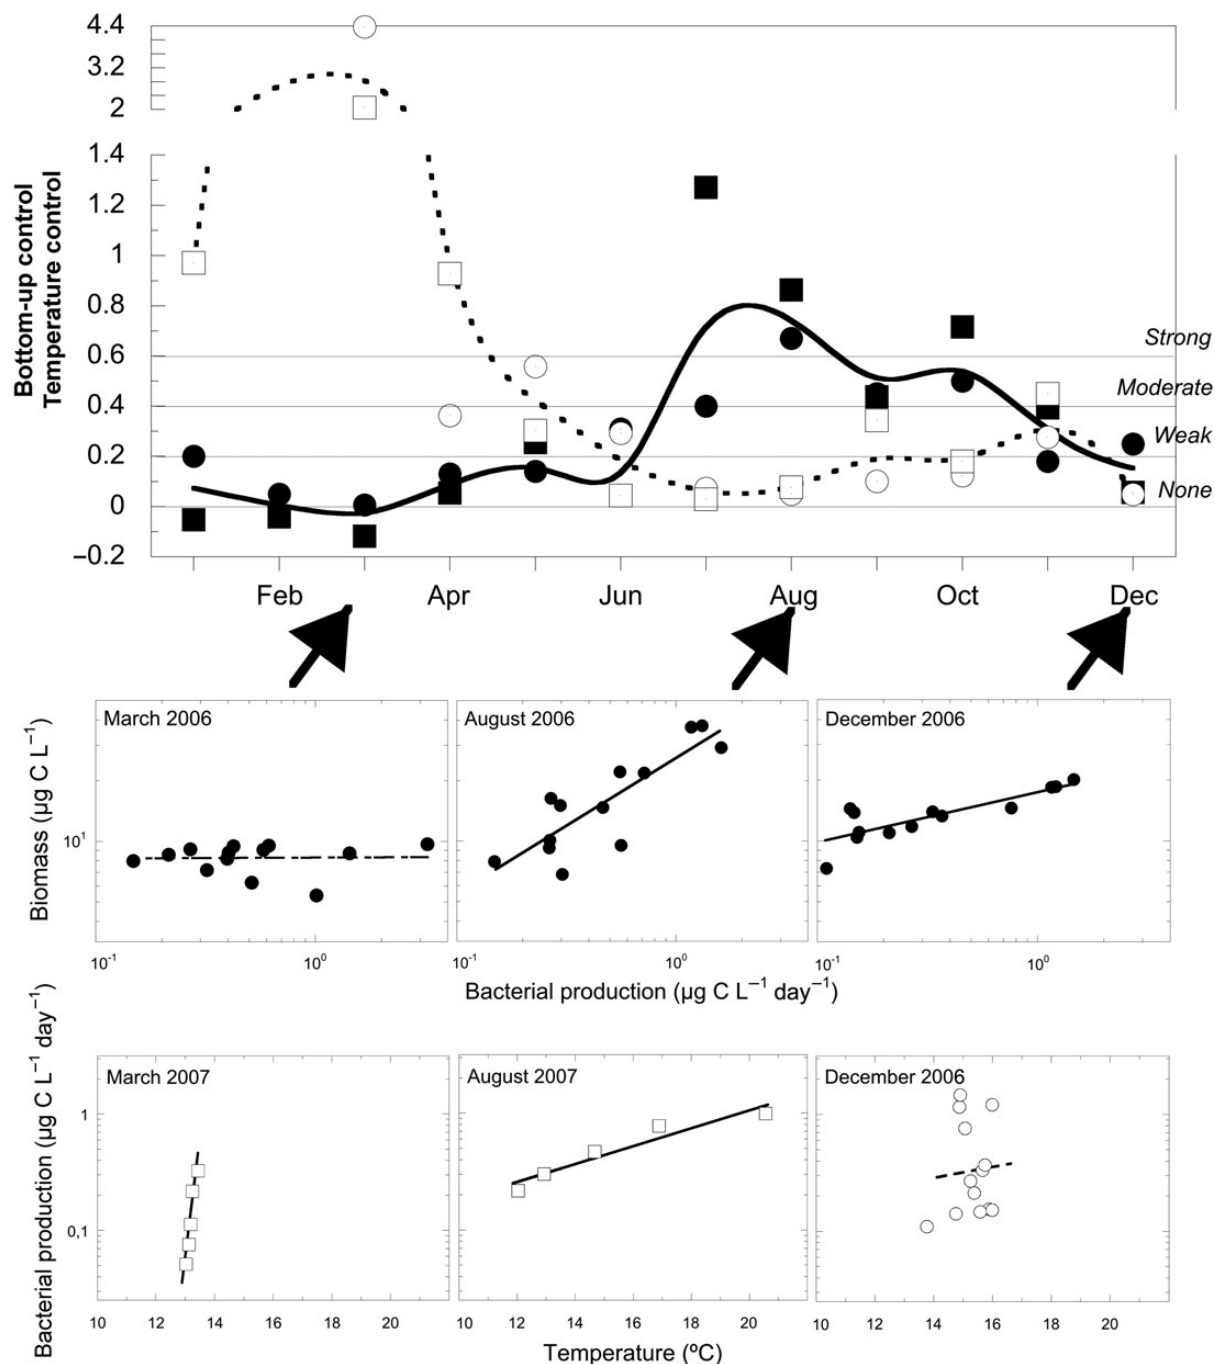 4.4
3.2
2
1.4
1.2
1
0.8
0.6
0.4
0.2
0
−0.2
Bottom-up control
Temperature control
Strong
Moderate
Weak
None
Feb Apr Jun Aug Oct Dec
March 2006 August 2006 December 2006
Biomass (µg C L⁻¹)
10¹
10⁻¹ 10⁰ 10⁻¹ 10⁰ 10⁻¹ 10⁰
Bacterial production (µg C L⁻¹ day⁻¹)
March 2007 August 2007 December 2006
Bacterial production (µg C L⁻¹ day⁻¹)
1
0,1
10 12 14 16 18 20 10 12 14 16 18 20 10 12 14 16 18 20
Temperature (ºC)